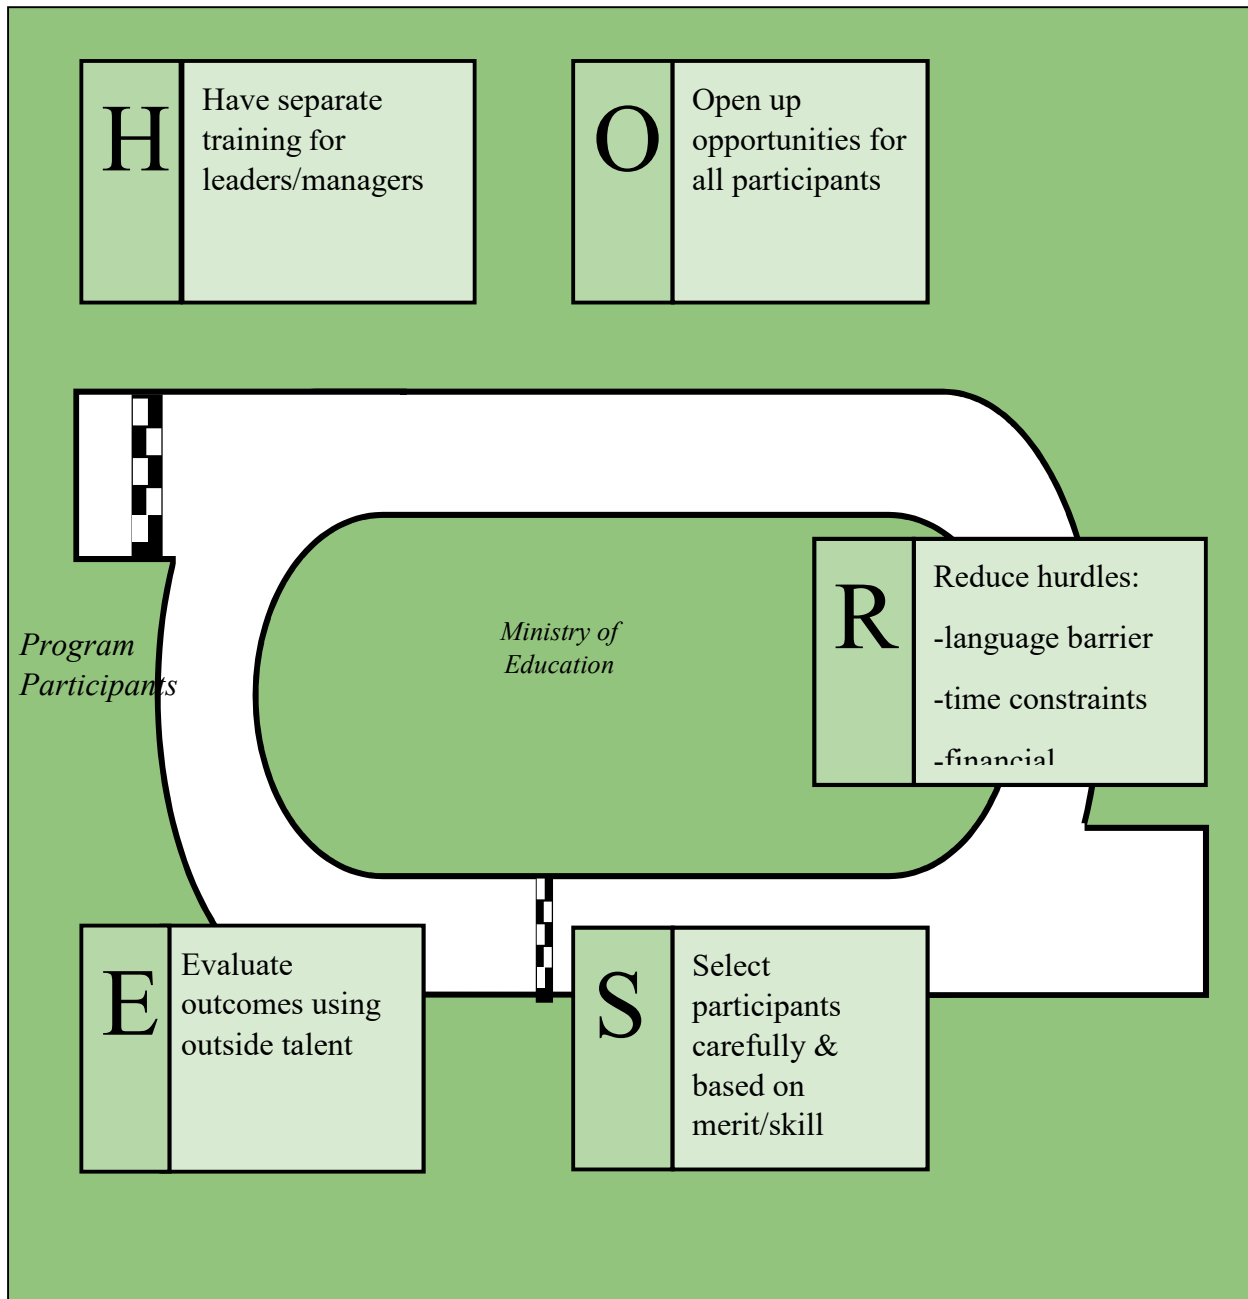 H
Have separate
training for
leaders/managers
O
Open up
opportunities for
all participants
R
Reduce hurdles:
-language barrier
-time constraints
-financial
Program
Participants
Ministry of
Education
E
Evaluate
outcomes using
outside talent
S
Select
participants
carefully &
based on
merit/skill